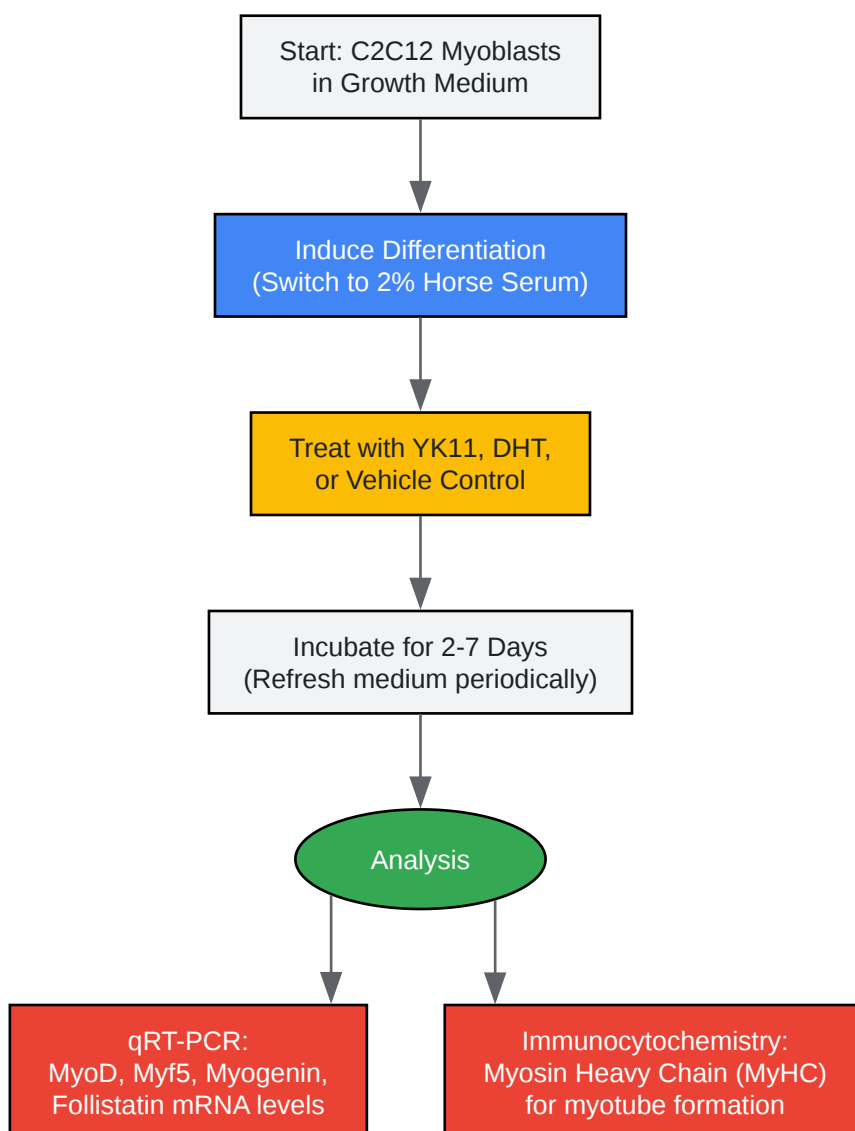 Start: C2C12 Myoblasts
in Growth Medium
Induce Differentiation
(Switch to 2% Horse Serum)
Treat with YK11, DHT,
or Vehicle Control
Incubate for 2-7 Days
(Refresh medium periodically)
Analysis
qRT-PCR:
MyoD, Myf5, Myogenin,
Follistatin mRNA levels
Immunocytochemistry:
Myosin Heavy Chain (MyHC)
for myotube formation